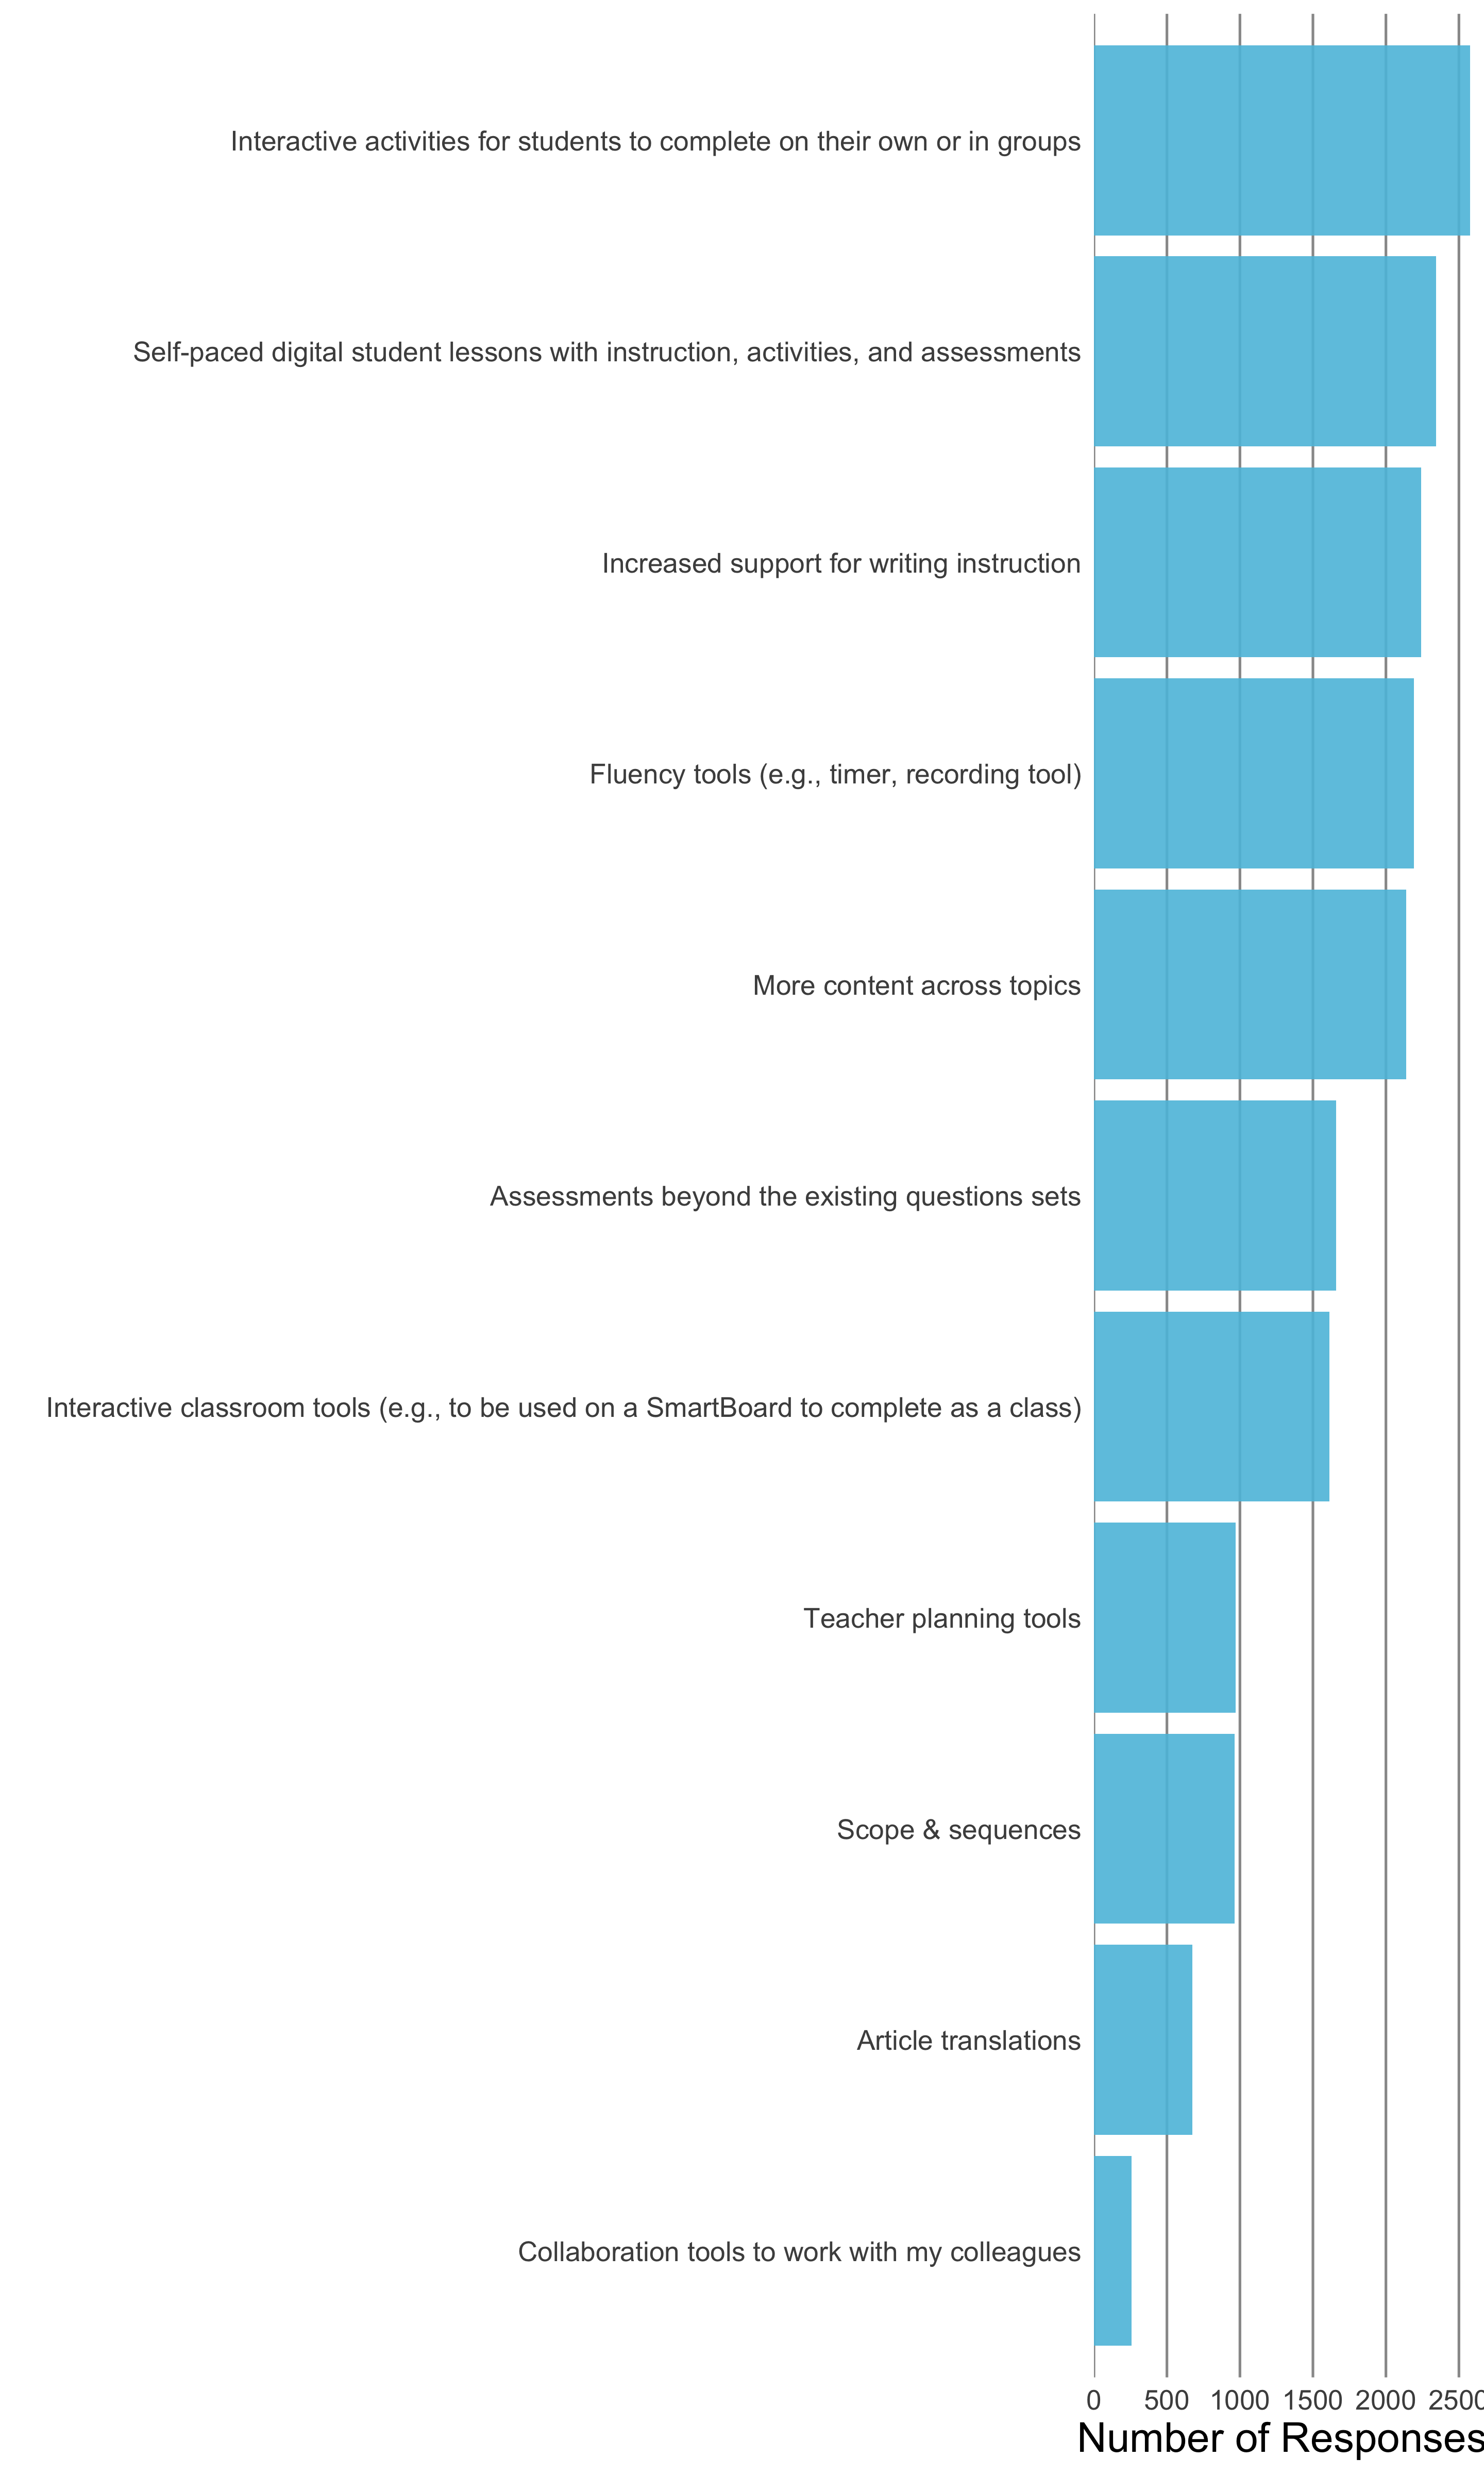 Interactive activities for students to complete on their own or in groups
Self-paced digital student lessons with instruction, activities, and assessments
Increased support for writing instruction
Fluency tools (e.g., timer, recording tool)
More content across topics
Assessments beyond the existing questions sets
Interactive classroom tools (e.g., to be used on a SmartBoard to complete as a class)
Teacher planning tools
Scope & sequences
Article translations
Collaboration tools to work with my colleagues
0 500 1000 1500 2000 2500
Number of Responses